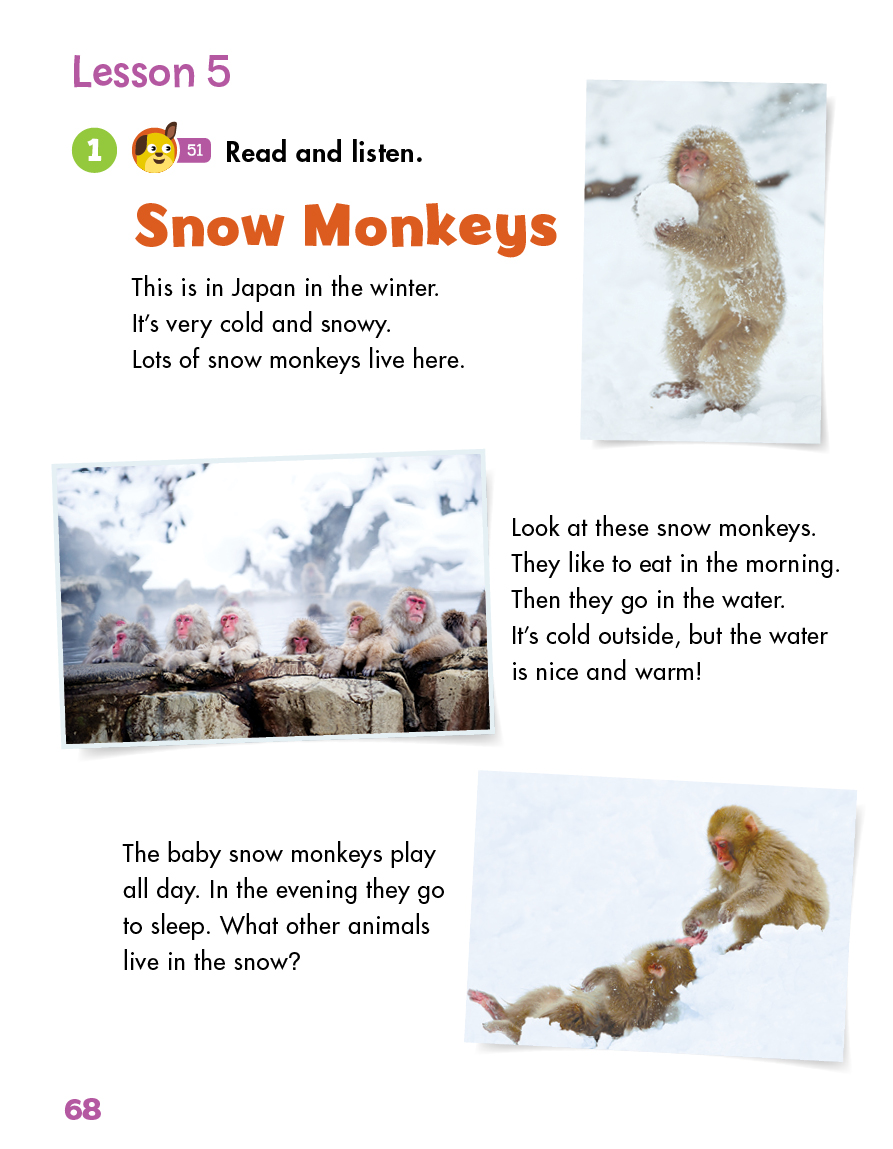 Lesson 5
1 51 Read and listen.
Snow Monkeys
This is in Japan in the winter.
It’s very cold and snowy.
Lots of snow monkeys live here.
Look at these snow monkeys.
They like to eat in the morning.
Then they go in the water.
It’s cold outside, but the water
is nice and warm!
The baby snow monkeys play
all day. In the evening they go
to sleep. What other animals
live in the snow?
68